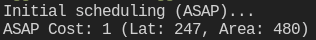 Initial scheduling (ASAP)...
ASAP Cost: 1 (Lat: 247, Area: 480)